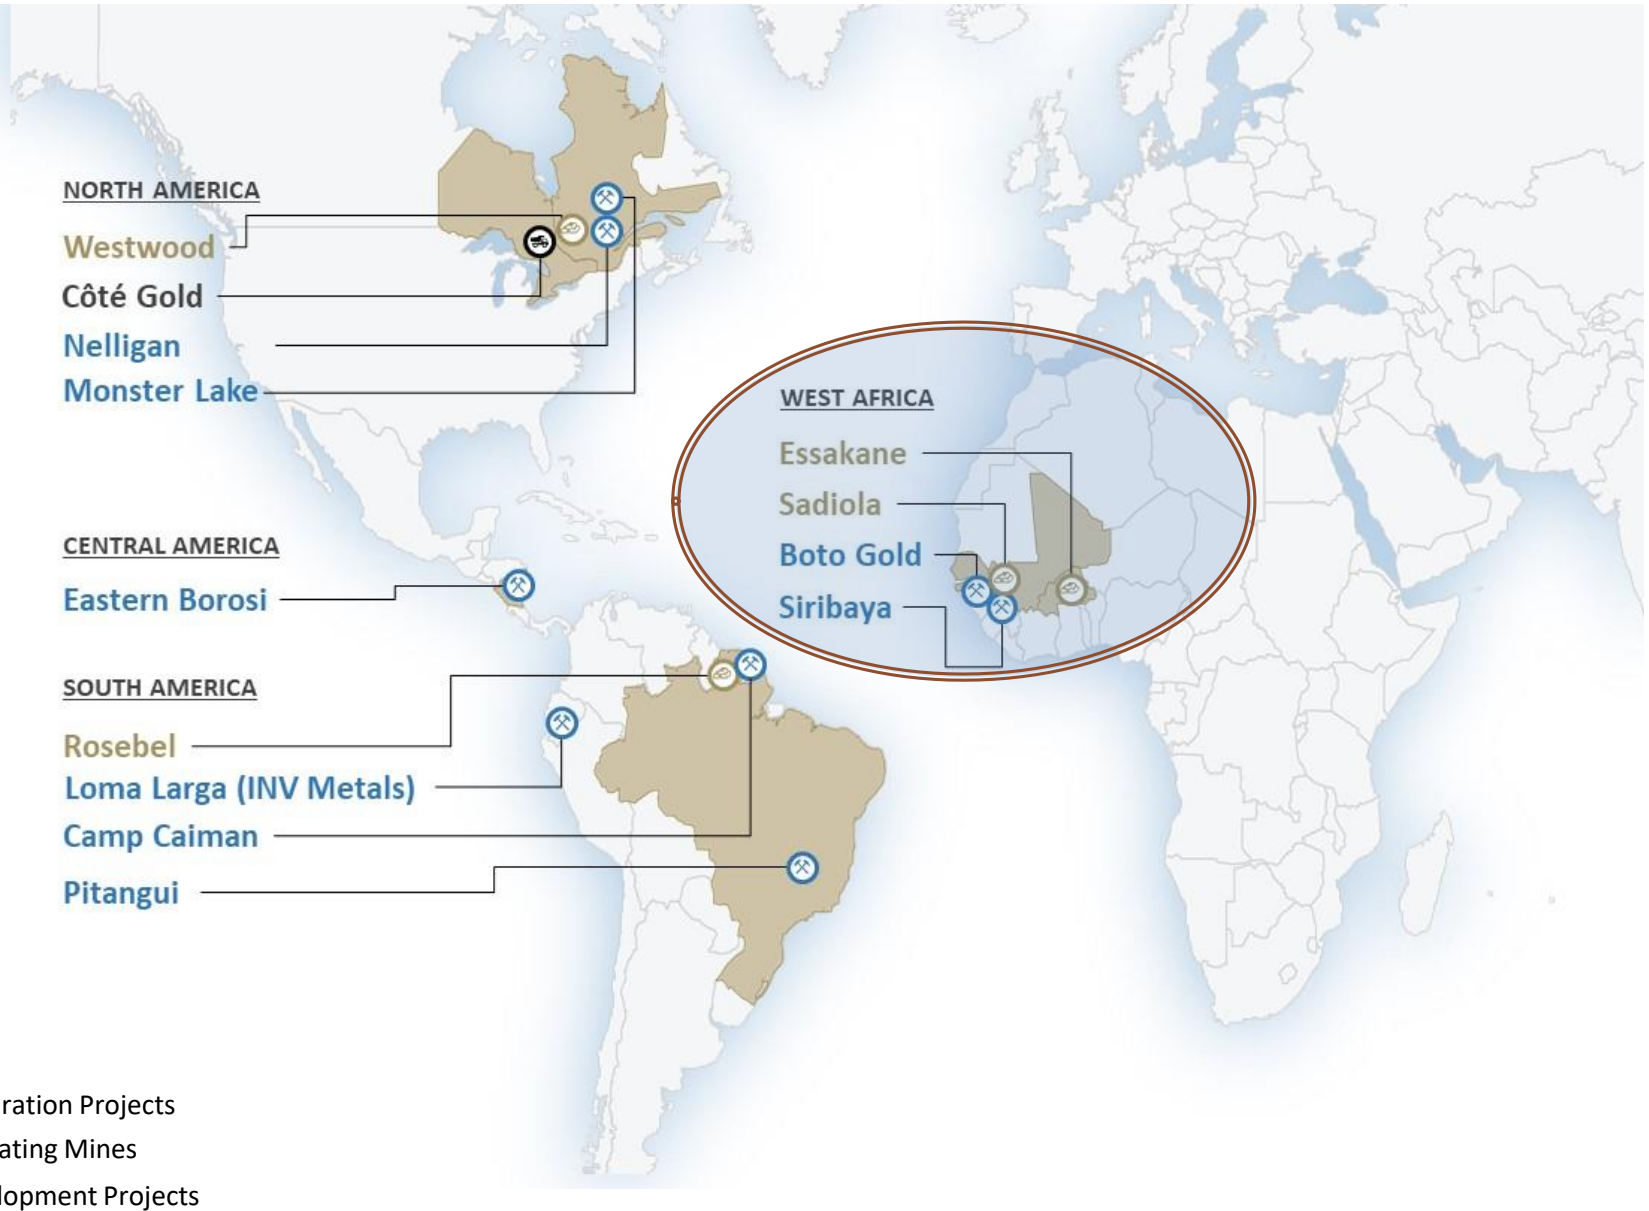 NORTH AMERICA
Westwood
Côté Gold
Nelligan
Monster Lake
CENTRAL AMERICA
Eastern Borosi
SOUTH AMERICA
Rosebel
Loma Larga (INV Metals)
Camp Caiman
Pitangui
WEST AFRICA
Essakane
Sadiola
Boto Gold
Siribaya
ration Projects
ating Mines
lopment Projects